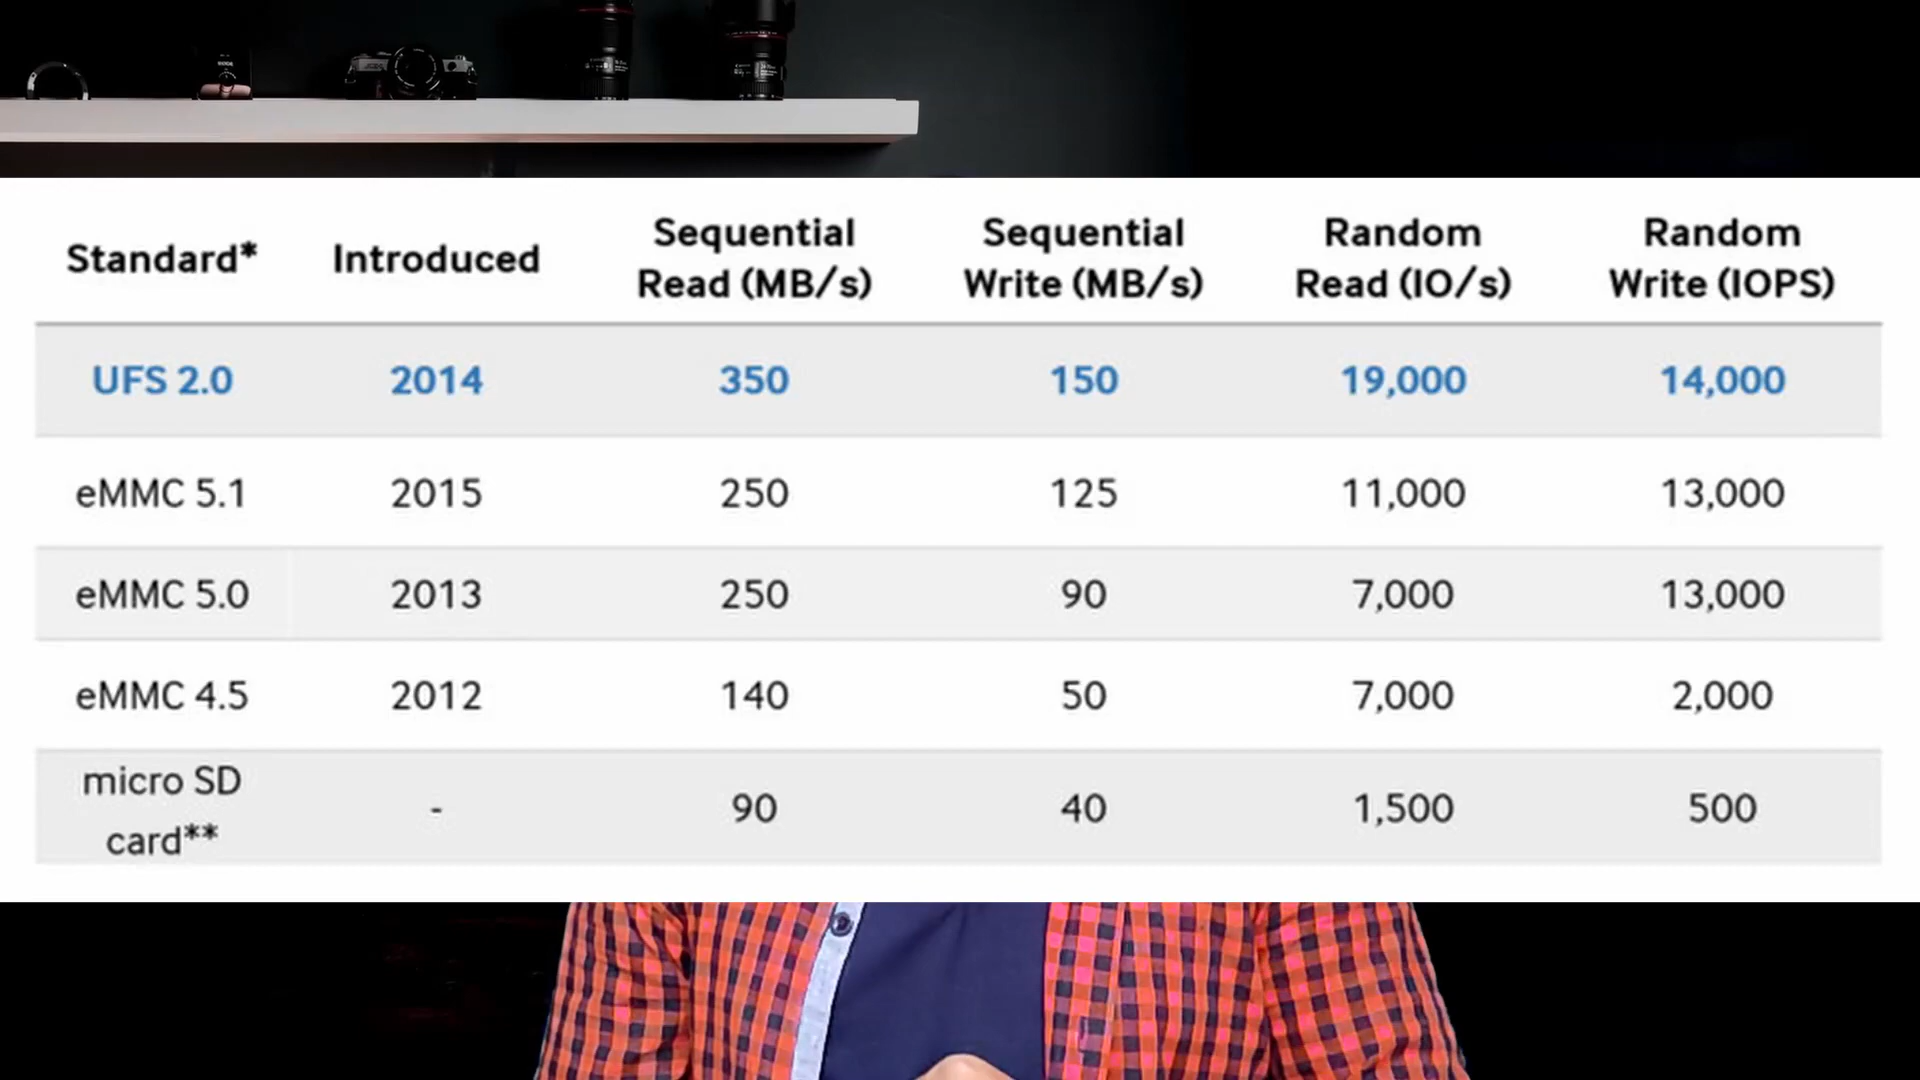 Standard* Introduced Sequential Read (MB/s) Sequential Write (MB/s) Random Read (IO/s) Random Write (IOPS)
UFS 2.0 2014 350 150 19,000 14,000
eMMC 5.1 2015 250 125 11,000 13,000
eMMC 5.0 2013 250 90 7,000 13,000
eMMC 4.5 2012 140 50 7,000 2,000
micro SD card** - 90 40 1,500 500